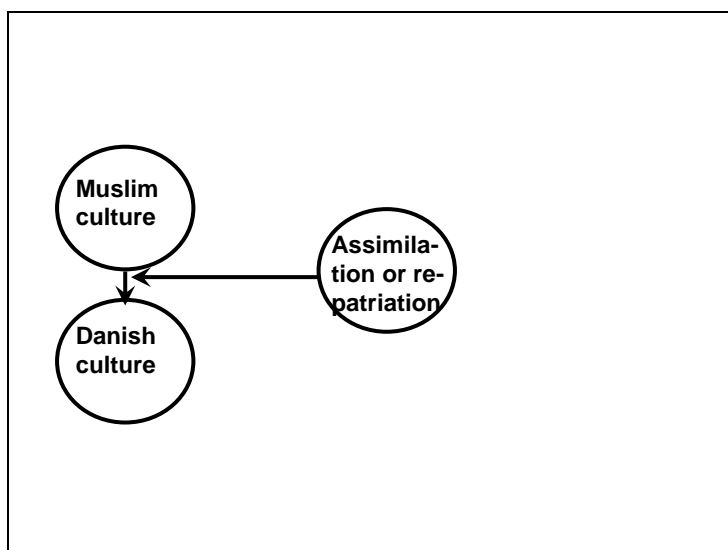 Muslim
culture
Assimila-
tion or re-
patriation
Danish
culture